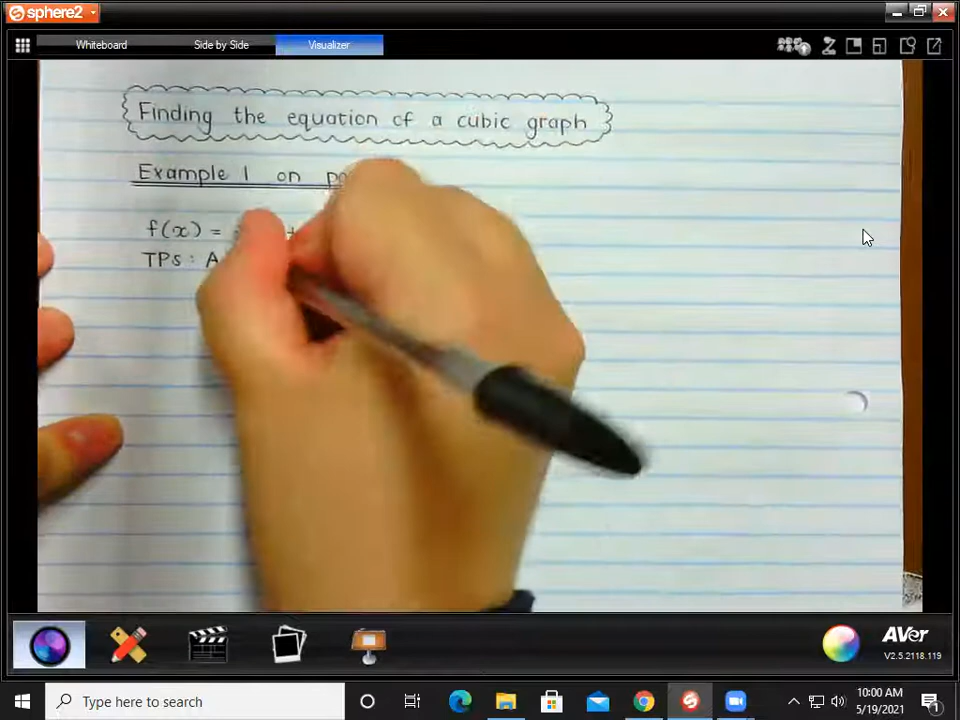 sphere2
Whiteboard Side by Side Visualizer
Finding the equation of a cubic graph
Example 1 on
f(x) = +
TPs : A
AVer
V2.5.2118.119
Type here to search
10:00 AM
5/19/2021
1